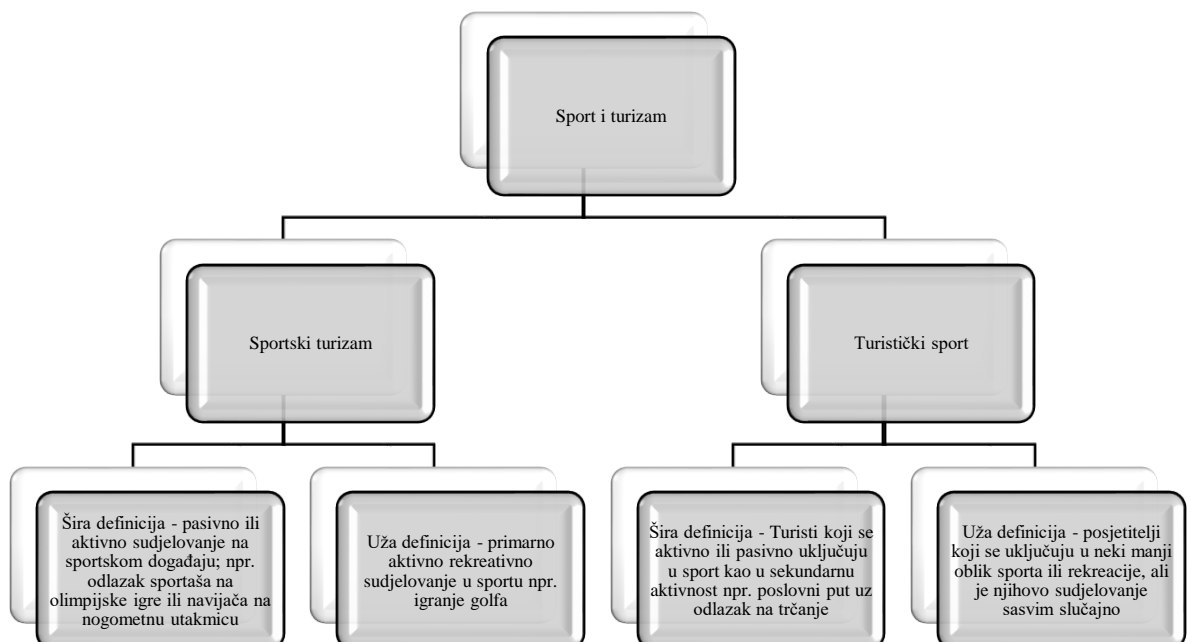 Sport i turizam
Sportski turizam
Turistički sport
Šira definicija - pasivno ili
aktivno sudjelovanje na
sportskom događaju; npr.
odlazak sportaša na
olimpijske igre ili navijača na
nogometnu utakmicu
Uža definicija - primarno
aktivno rekreativno
sudjelovanje u sportu npr.
igranje golfa
Šira definicija - Turisti koji se
aktivno ili pasivno uključuju
u sport kao u sekundarnu
aktivnost npr. poslovni put uz
odlazak na trčanje
Uža definicija - posjetitelji
koji se uključuju u neki manji
oblik sporta ili rekreacije, ali
je njihovo sudjelovanje
sasvim slučajno